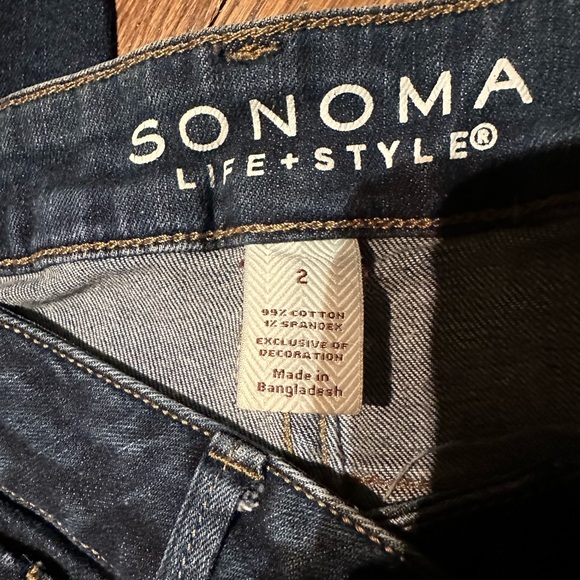 SONOMA
LIFE + STYLE®
2
99% COTTON
1% SPANDEX
EXCLUSIVE OF
DECORATION
Made in
Bangladesh